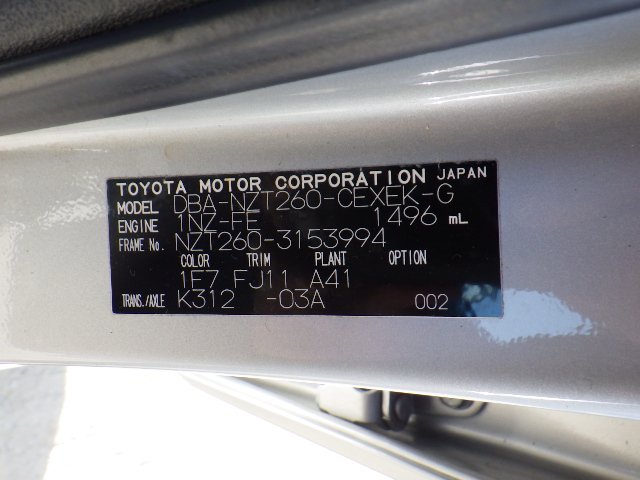 TOYOTA MOTOR CORPORATION JAPAN
MODEL DBA-NZT260-CEXEK-G
ENGINE 1NZ-FE 1496 mL
FRAME No. NZT260-3153994
COLOR TRIM PLANT OPTION
1F7 FJ11 A41
TRANS./AXLE K312 -03A 002